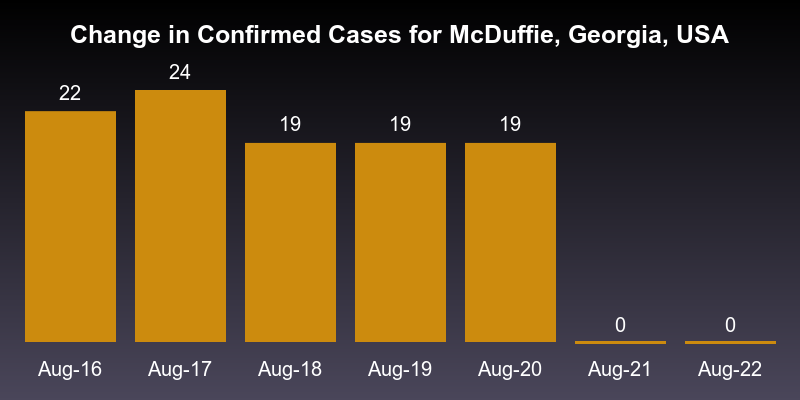 Change in Confirmed Cases for McDuffie, Georgia, USA
24
22
19 19 19
0 0
Aug-16 Aug-17 Aug-18 Aug-19 Aug-20 Aug-21 Aug-22